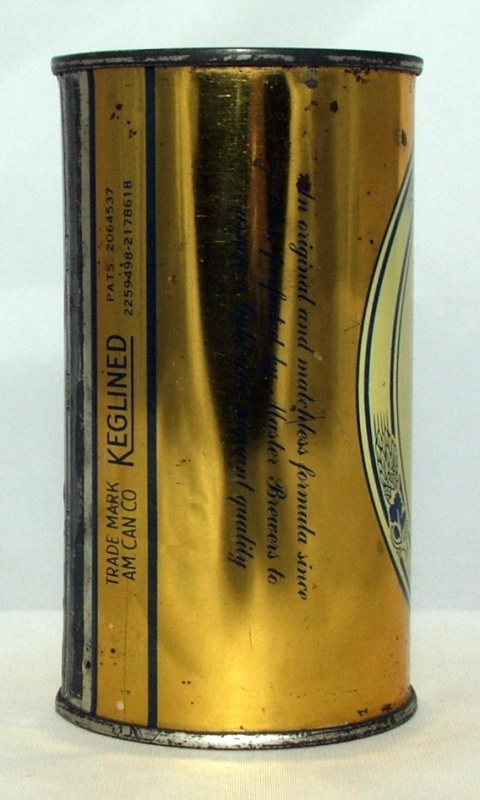 TRADE MARK
AM. CAN CO
KEGLINED
PATS 2064537
2259498-2178618
An original and matchless formula since
perfected by Master Brewers to
quality